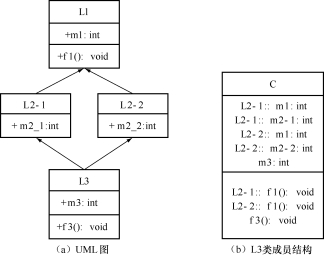 L1
+m1: int
+f1(): void
L2-1
L2-2
+ m2_1:int
+ m2_2:int
L3
+m3: int
+f3(): void
(a) UML 图
C
L2-1:: m1: int
L2-1:: m2-1: int
L2-2:: m1: int
L2-2:: m2-2: int
m3: int
L2-1:: f1(): void
L2-2:: f1(): void
f3(): void
(b) L3类成员结构